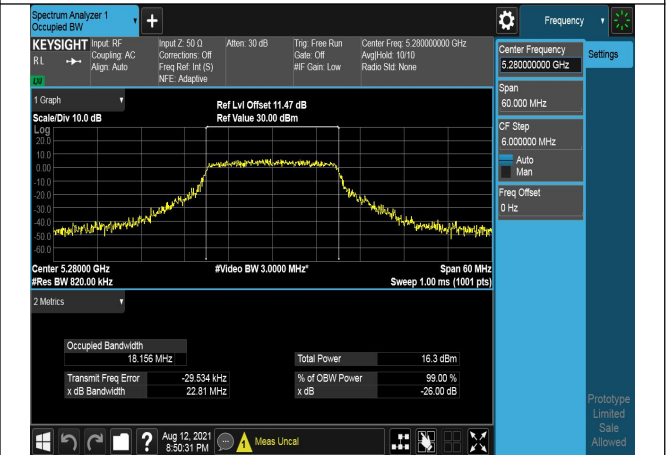 Spectrum Analyzer 1
Occupied BW
+
Frequency
KEYSIGHT
RL
LXI
Input: RF
Coupling: AC
Align: Auto
Input Z: 50 Ω
Corrections: Off
Freq Ref: Int (S)
NFE: Adaptive
Atten: 30 dB
Trig: Free Run
Gate: Off
#IF Gain: Low
Center Freq: 5.280000000 GHz
Avg|Hold: 10/10
Radio Std: None
Center Frequency
5.280000000 GHz
Settings
Span
60.000 MHz
CF Step
6.000000 MHz
Auto
Man
Freq Offset
0 Hz
1 Graph
Scale/Div 10.0 dB
Ref Lvl Offset 11.47 dB
Ref Value 30.00 dBm
Log
20.0
10.0
0.00
-10.0
-20.0
-30.0
-40.0
-50.0
-60.0
Center 5.28000 GHz
#Video BW 3.0000 MHz*
Span 60 MHz
#Res BW 820.00 kHz
Sweep 1.00 ms (1001 pts)
2 Metrics
Occupied Bandwidth
18.156 MHz
Total Power 16.3 dBm
Transmit Freq Error -29.534 kHz
% of OBW Power 99.00 %
x dB Bandwidth 22.81 MHz
x dB -26.00 dB
Prototype
Limited
Sale
Allowed
?
Aug 12, 2021
8:50:31 PM
Meas Uncal